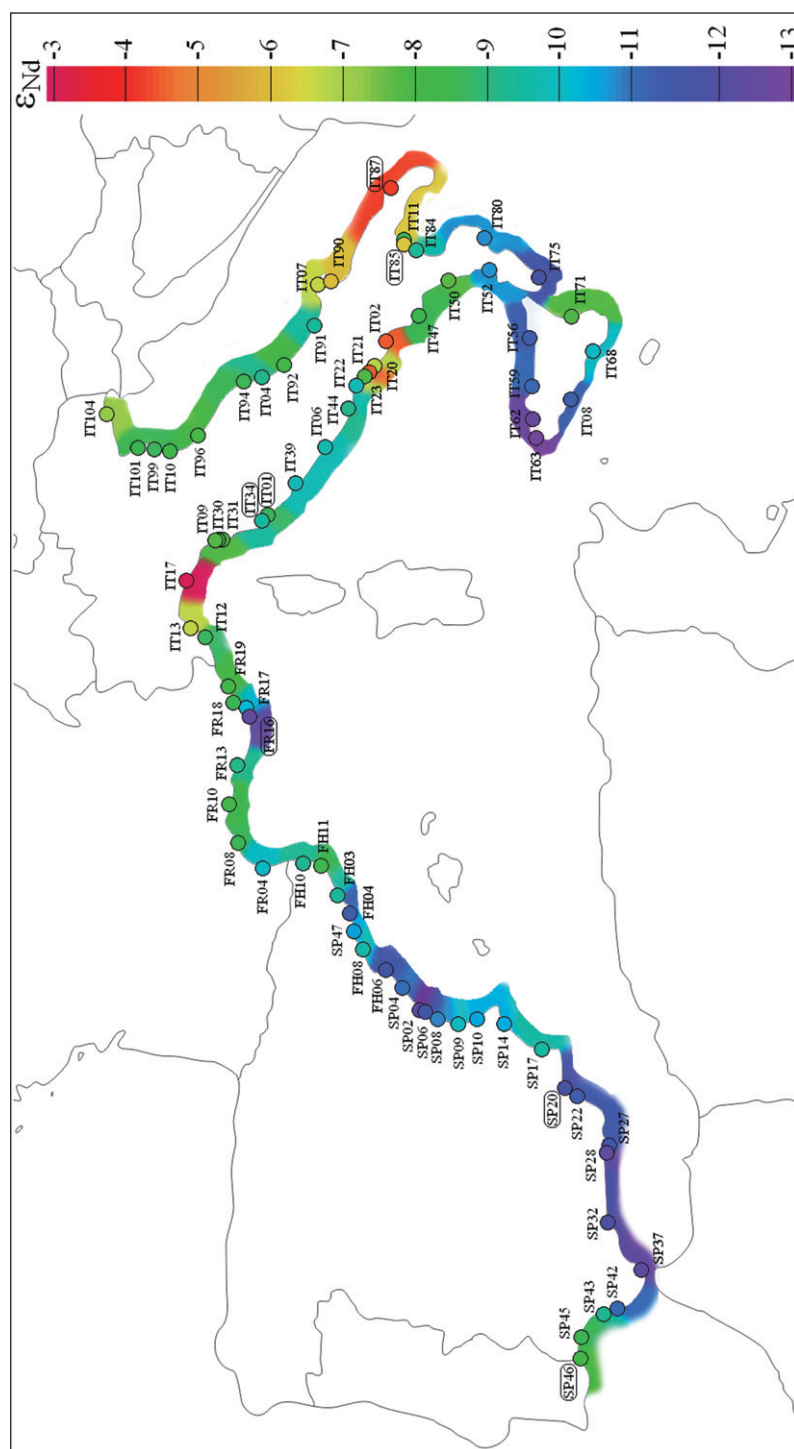 εNd
-3
-4
-5
-6
-7
-8
-9
-10
-11
-12
-13
IT104
IT101
IT99
IT10
IT96
IT94
IT04
IT92
IT91
IT07
IT90
IT87
IT11
IT85
IT84
IT80
IT75
IT71
IT68
IT08
IT63
IT62
IT59
IT56
IT52
IT50
IT47
IT02
IT20
IT21
IT23
IT22
IT44
IT06
IT39
IT01
IT34
IT31
IT30
IT09
IT17
IT13
IT12
FR19
FR18
FR17
FR16
FR13
FR10
FR08
FR04
FH10
FH11
FH03
FH04
SP47
FH08
FH06
SP04
SP02
SP06
SP08
SP09
SP10
SP14
SP17
SP20
SP22
SP27
SP28
SP32
SP37
SP42
SP43
SP45
SP46